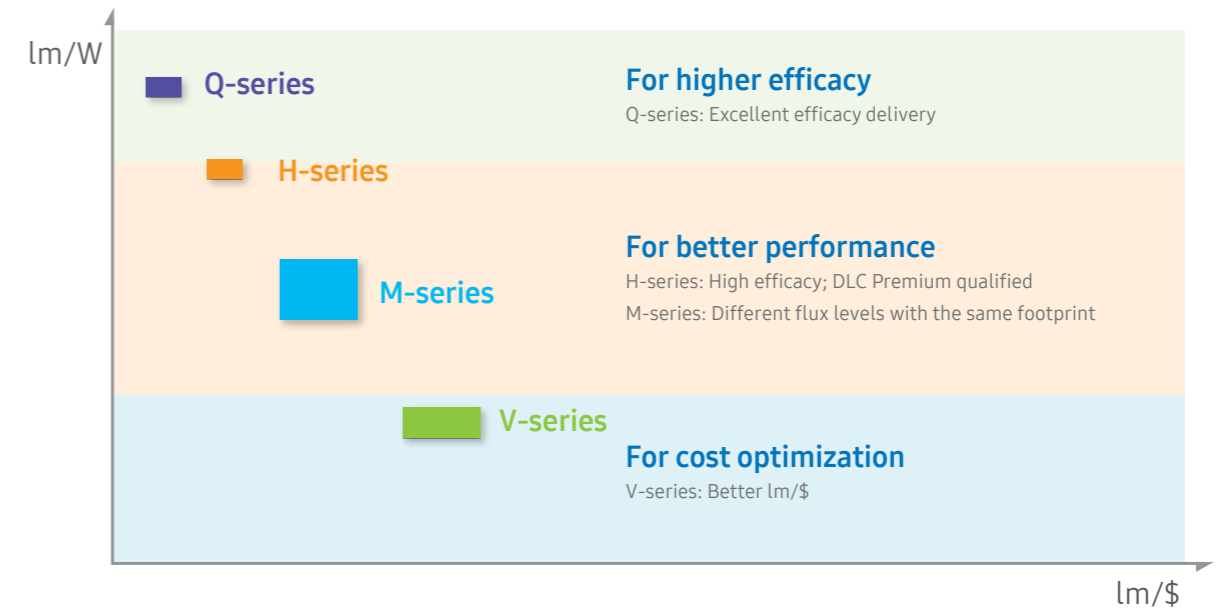 lm/W
Q-series
For higher efficacy
Q-series: Excellent efficacy delivery
H-series
For better performance
H-series: High efficacy; DLC Premium qualified
M-series
M-series: Different flux levels with the same footprint
V-series
For cost optimization
V-series: Better lm/$
lm/$